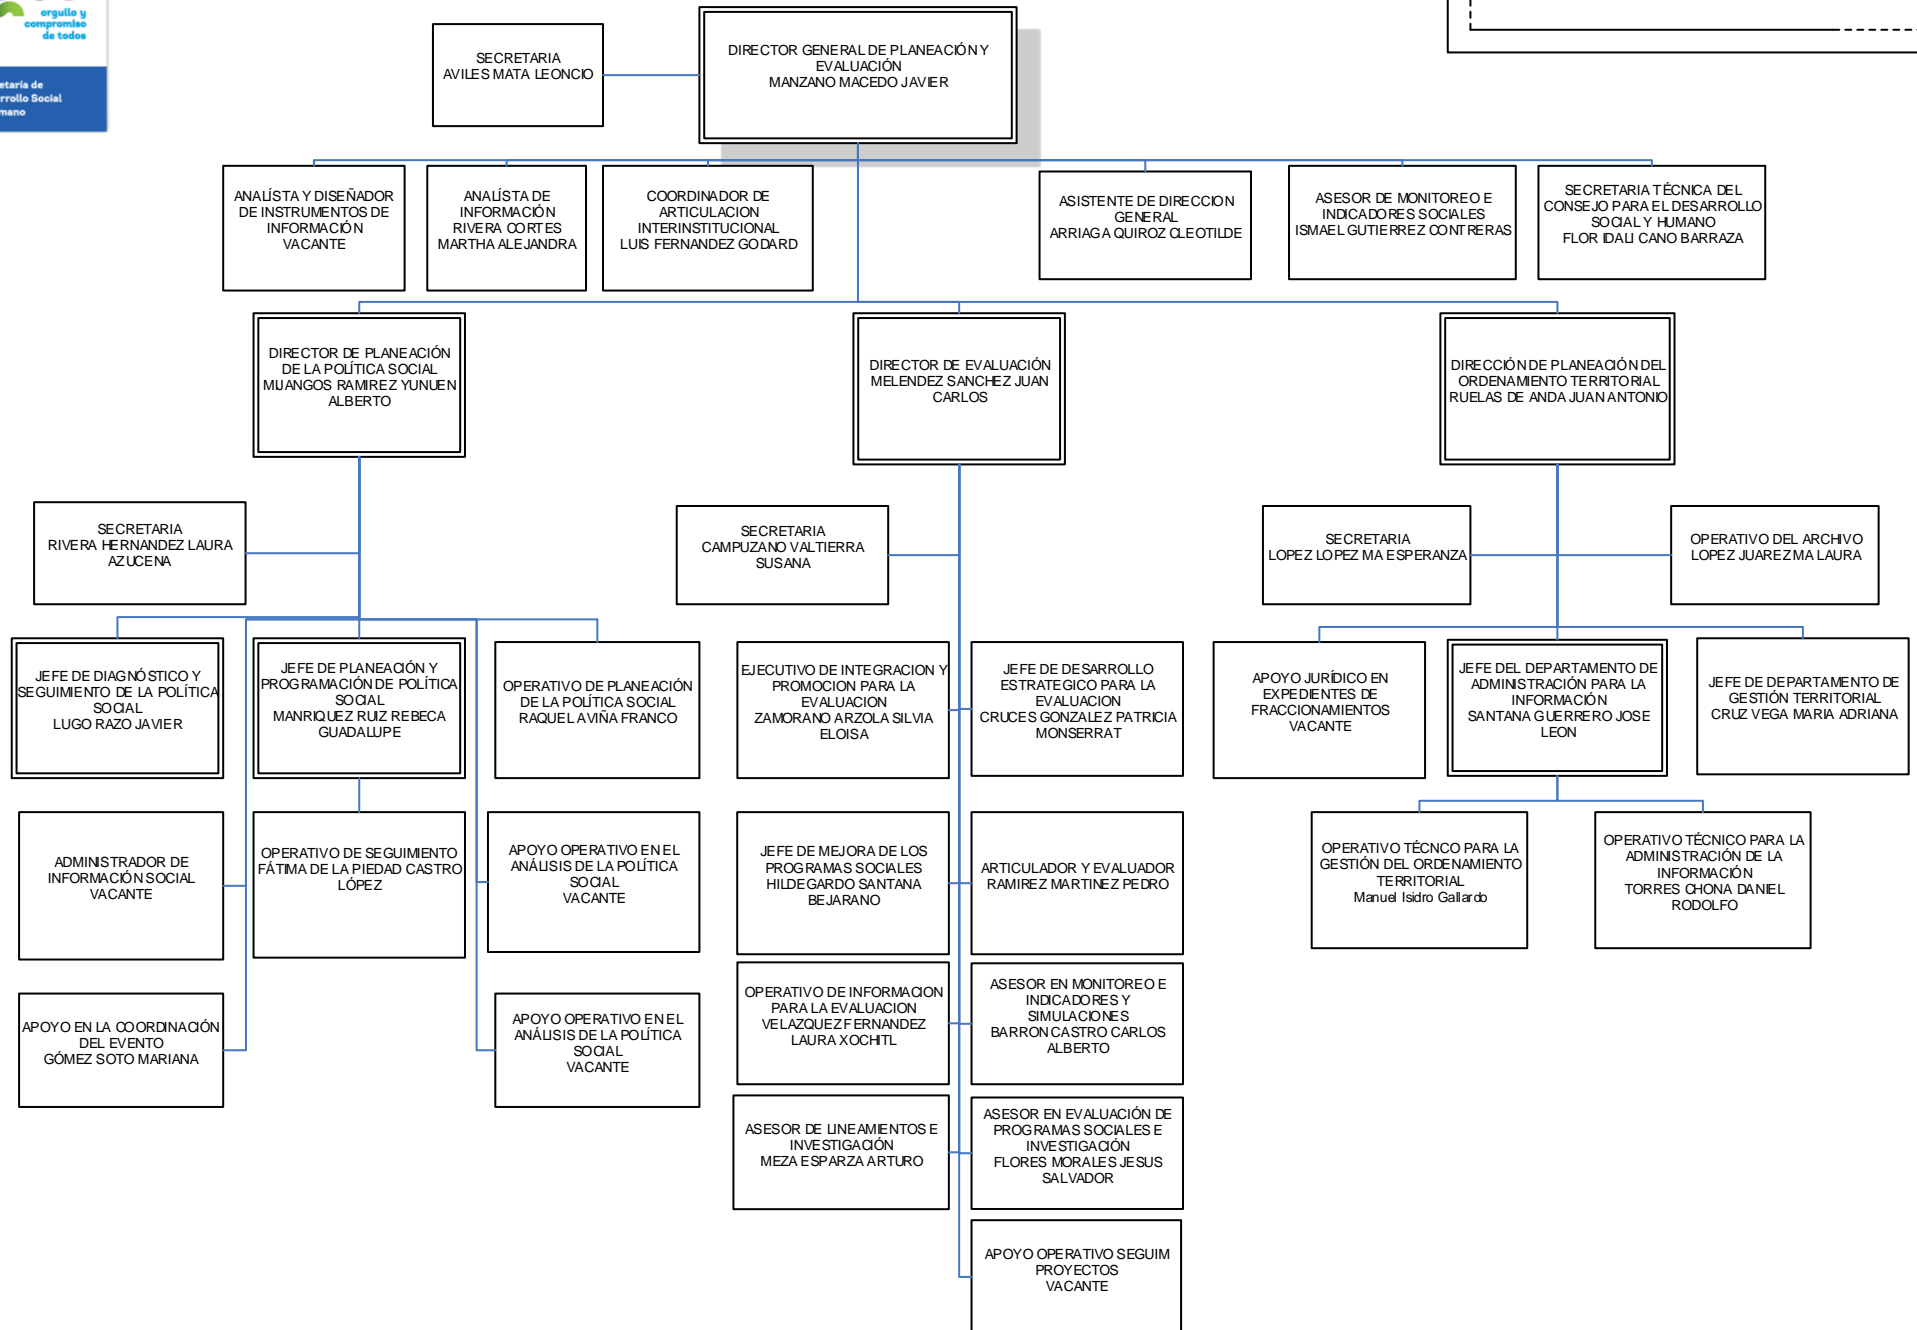 orgullo y
compromiso
de todos
SECRETARIA
AVILES MATA LEONCIO
DIRECTOR GENERAL DE PLANEACIÓN Y
EVALUACIÓN
MANZANO MACEDO JAVIER
ANALÍSTA Y DISEÑADOR
DE INSTRUMENTOS DE
INFORMACIÓN
VACANTE
ANALÍSTA DE
INFORMACIÓN
RIVERA CORTES
MARTHA ALEJANDRA
COORDINADOR DE
ARTICULACION
INTERINSTITUCIONAL
LUIS FERNANDEZ GODARD
ASISTENTE DE DIRECCION
GENERAL
ARRIAGA QUIROZ CLEOTILDE
ASESOR DE MONITOREO E
INDICADORES SOCIALES
ISMAEL GUTIERREZ CONTRERAS
SECRETARIA TÉCNICA DEL
CONSEJO PARA EL DESARROLLO
SOCIAL Y HUMANO
FLOR IDALI CANO BARRAZA
DIRECTOR DE PLANEACIÓN
DE LA POLÍTICA SOCIAL
MIJANGOS RAMIREZ YUNUEN
ALBERTO
DIRECTOR DE EVALUACIÓN
MELENDEZ SANCHEZ JUAN
CARLOS
DIRECCIÓN DE PLANEACIÓN DEL
ORDENAMIENTO TERRITORIAL
RUELAS DE ANDA JUAN ANTONIO
SECRETARIA
RIVERA HERNANDEZ LAURA
AZUCENA
SECRETARIA
CAMPUZANO VALTIERRA
SUSANA
SECRETARIA
LOPEZ LOPEZ MA ESPERANZA
OPERATIVO DEL ARCHIVO
LOPEZ JUAREZ MA LAURA
JEFE DE DIAGNÓSTICO Y
SEGUIMIENTO DE LA POLÍTICA
SOCIAL
LUGO RAZO JAVIER
JEFE DE PLANEACIÓN Y
PROGRAMACIÓN DE POLÍTICA
SOCIAL
MANRIQUEZ RUIZ REBECA
GUADALUPE
OPERATIVO DE PLANEACIÓN
DE LA POLÍTICA SOCIAL
RAQUEL AVIÑA FRANCO
EJECUTIVO DE INTEGRACION Y
PROMOCION PARA LA
EVALUACION
ZAMORANO ARZOLA SILVIA
ELOISA
JEFE DE DESARROLLO
ESTRATEGICO PARA LA
EVALUACION
CRUCES GONZALEZ PATRICIA
MONSERRAT
APOYO JURÍDICO EN
EXPEDIENTES DE
FRACCIONAMIENTOS
VACANTE
JEFE DEL DEPARTAMENTO DE
ADMINISTRACIÓN PARA LA
INFORMACIÓN
SANTANA GUERRERO JOSE
LEON
JEFE DE DEPARTAMENTO DE
GESTIÓN TERRITORIAL
CRUZ VEGA MARIA ADRIANA
ADMINISTRADOR DE
INFORMACIÓN SOCIAL
VACANTE
OPERATIVO DE SEGUIMIENTO
FÁTIMA DE LA PIEDAD CASTRO
LÓPEZ
APOYO OPERATIVO EN EL
ANÁLISIS DE LA POLÍTICA
SOCIAL
VACANTE
JEFE DE MEJORA DE LOS
PROGRAMAS SOCIALES
HILDEGARDO SANTANA
BEJARANO
ARTICULADOR Y EVALUADOR
RAMIREZ MARTINEZ PEDRO
OPERATIVO TÉCNCO PARA LA
GESTIÓN DEL ORDENAMIENTO
TERRITORIAL
Manuel Isidro Gallardo
OPERATIVO TÉCNICO PARA LA
ADMINISTRACIÓN DE LA
INFORMACIÓN
TORRES CHONA DANIEL
RODOLFO
APOYO EN LA COORDINACIÓN
DEL EVENTO
GÓMEZ SOTO MARIANA
APOYO OPERATIVO EN EL
ANÁLISIS DE LA POLÍTICA
SOCIAL
VACANTE
OPERATIVO DE INFORMACION
PARA LA EVALUACION
VELAZQUEZ FERNANDEZ
LAURA XOCHITL
ASESOR EN MONITOREO E
INDICADORES Y
SIMULACIONES
BARRON CASTRO CARLOS
ALBERTO
ASESOR DE LINEAMIENTOS E
INVESTIGACIÓN
MEZA ESPARZA ARTURO
ASESOR EN EVALUACIÓN DE
PROGRAMAS SOCIALES E
INVESTIGACIÓN
FLORES MORALES JESUS
SALVADOR
APOYO OPERATIVO SEGUIM
PROYECTOS
VACANTE
etaría de
rrollo Social
mano